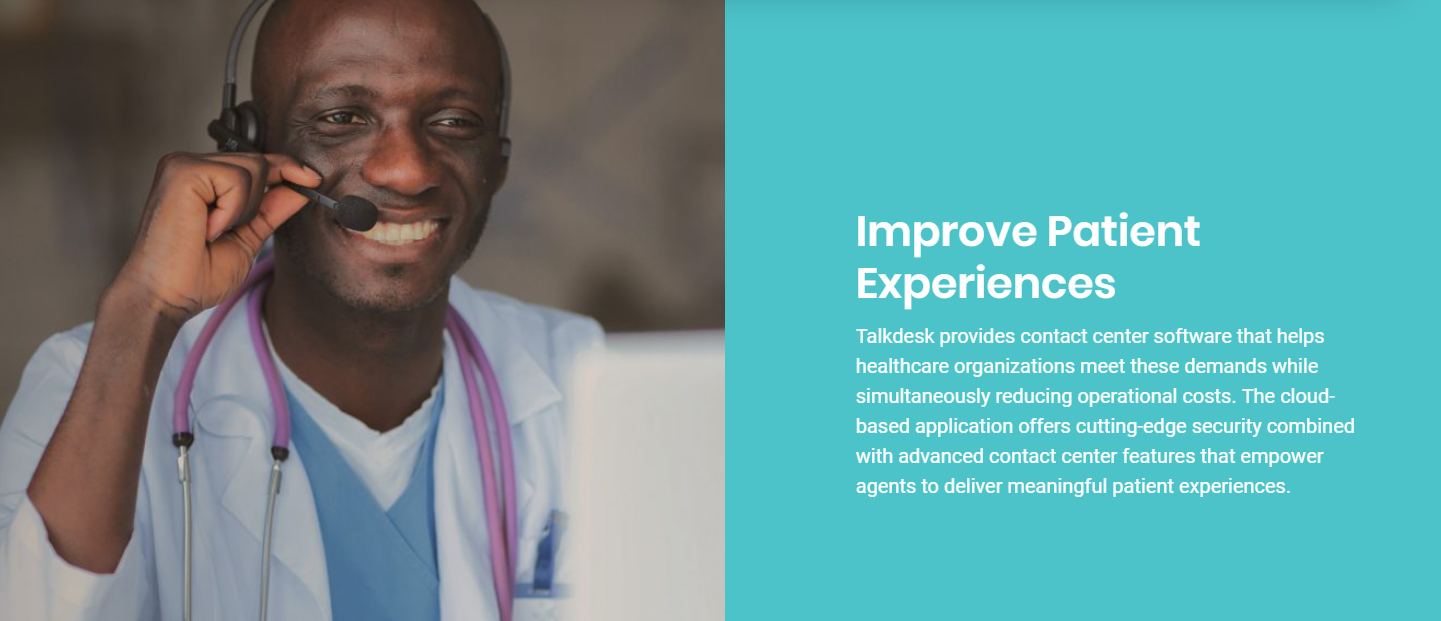 Improve Patient
Experiences
Talkdesk provides contact center software that helps
healthcare organizations meet these demands while
simultaneously reducing operational costs. The cloud-
based application offers cutting-edge security combined
with advanced contact center features that empower
agents to deliver meaningful patient experiences.